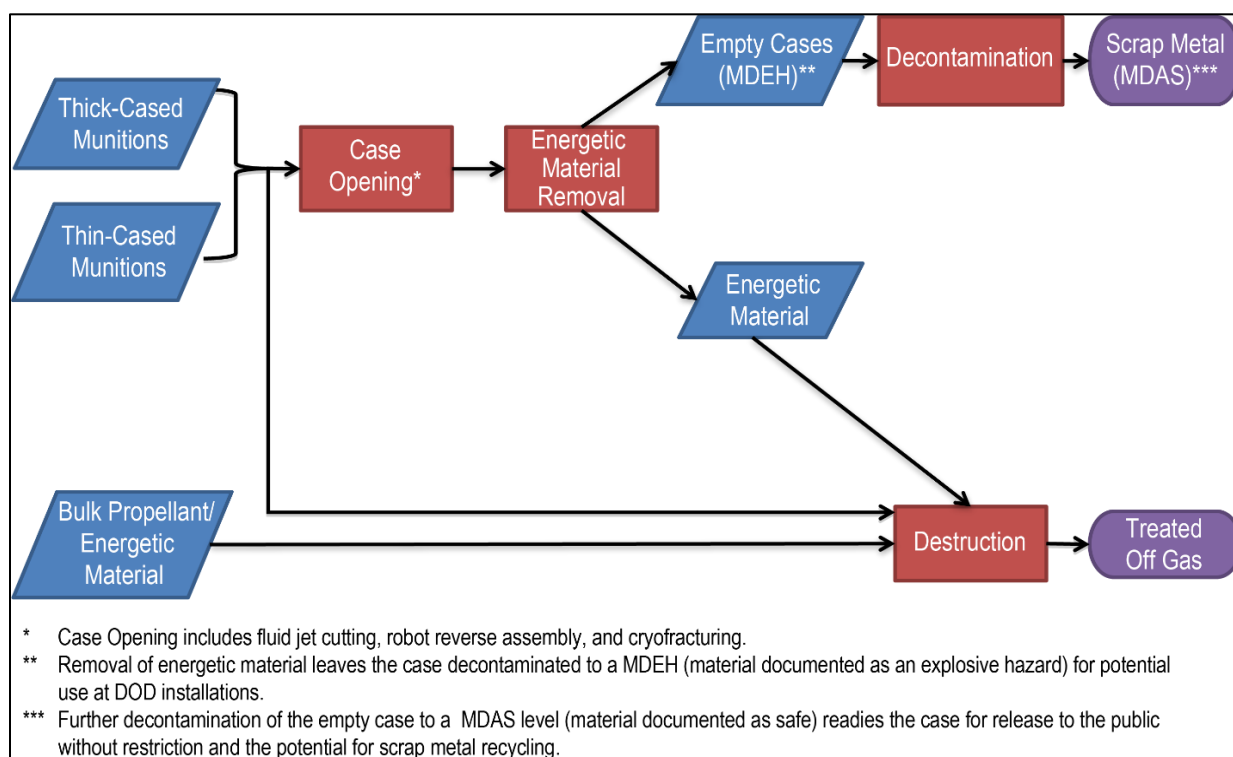 Thick-Cased
Munitions
Thin-Cased
Munitions
Case
Opening*
Energetic
Material
Removal
Empty Cases
(MDEH)**
Decontamination
Scrap Metal
(MDAS)***
Energetic
Material
Bulk Propellant/
Energetic
Material
Destruction
Treated
Off Gas
* Case Opening includes fluid jet cutting, robot reverse assembly, and cryofracturing.
** Removal of energetic material leaves the case decontaminated to a MDEH (material documented as an explosive hazard) for potential
use at DOD installations.
*** Further decontamination of the empty case to a MDAS level (material documented as safe) readies the case for release to the public
without restriction and the potential for scrap metal recycling.